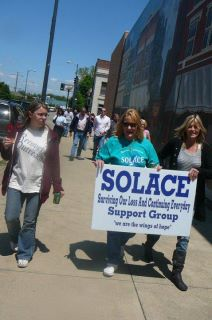 SOLACE
SOLACE
Surviving Our Loss And Continuing Everyday
Support Group
"we are the wings of hope"